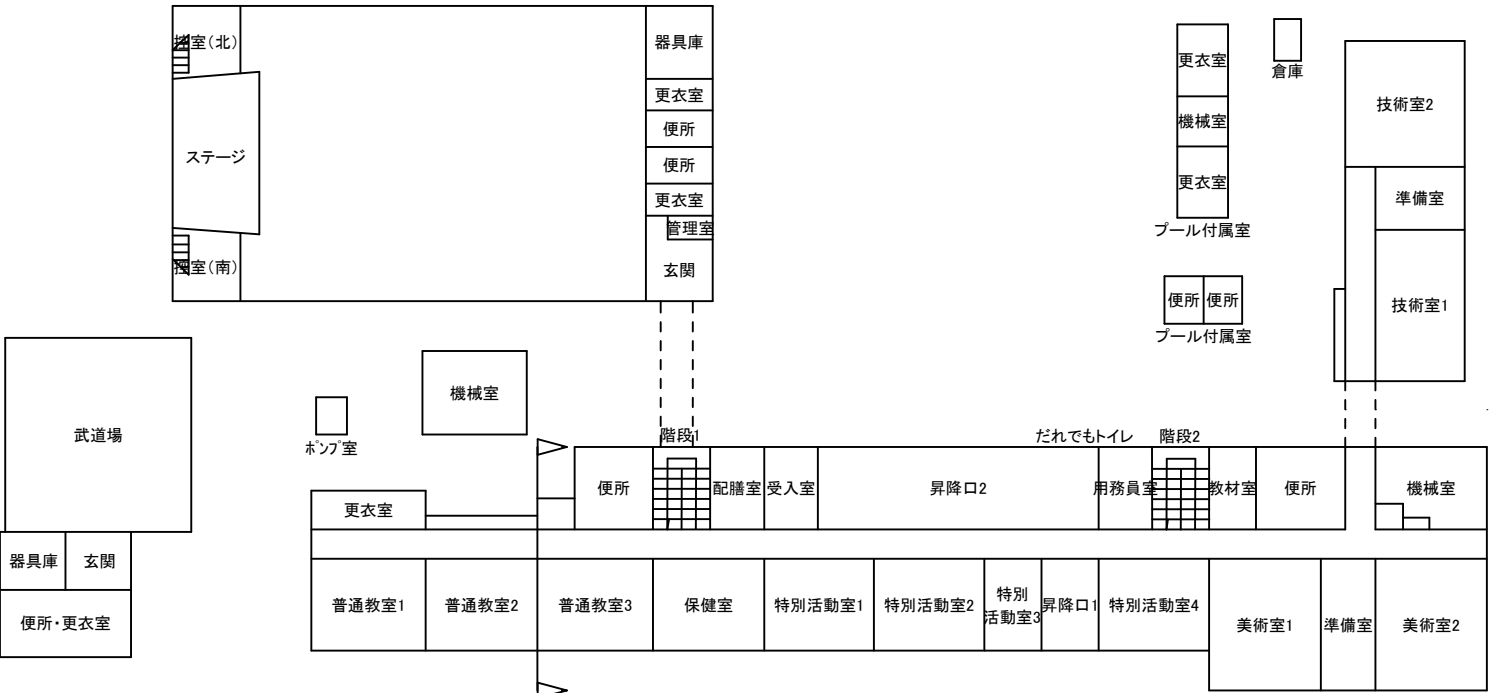 控室(北)
器具庫
更衣室
便所
便所
更衣室
管理室
玄関
ステージ
控室(南)
更衣室
機械室
更衣室
プール付属室
倉庫
便所
便所
プール付属室
技術室2
準備室
技術室1
武道場
器具庫
玄関
便所・更衣室
ポンプ室
機械室
階段1
だれでもトイレ
階段2
更衣室
便所
配膳室
受入室
昇降口2
用務員室
教材室
便所
機械室
普通教室1
普通教室2
普通教室3
保健室
特別活動室1
特別活動室2
特別
活動室3
昇降口1
特別活動室4
美術室1
準備室
美術室2